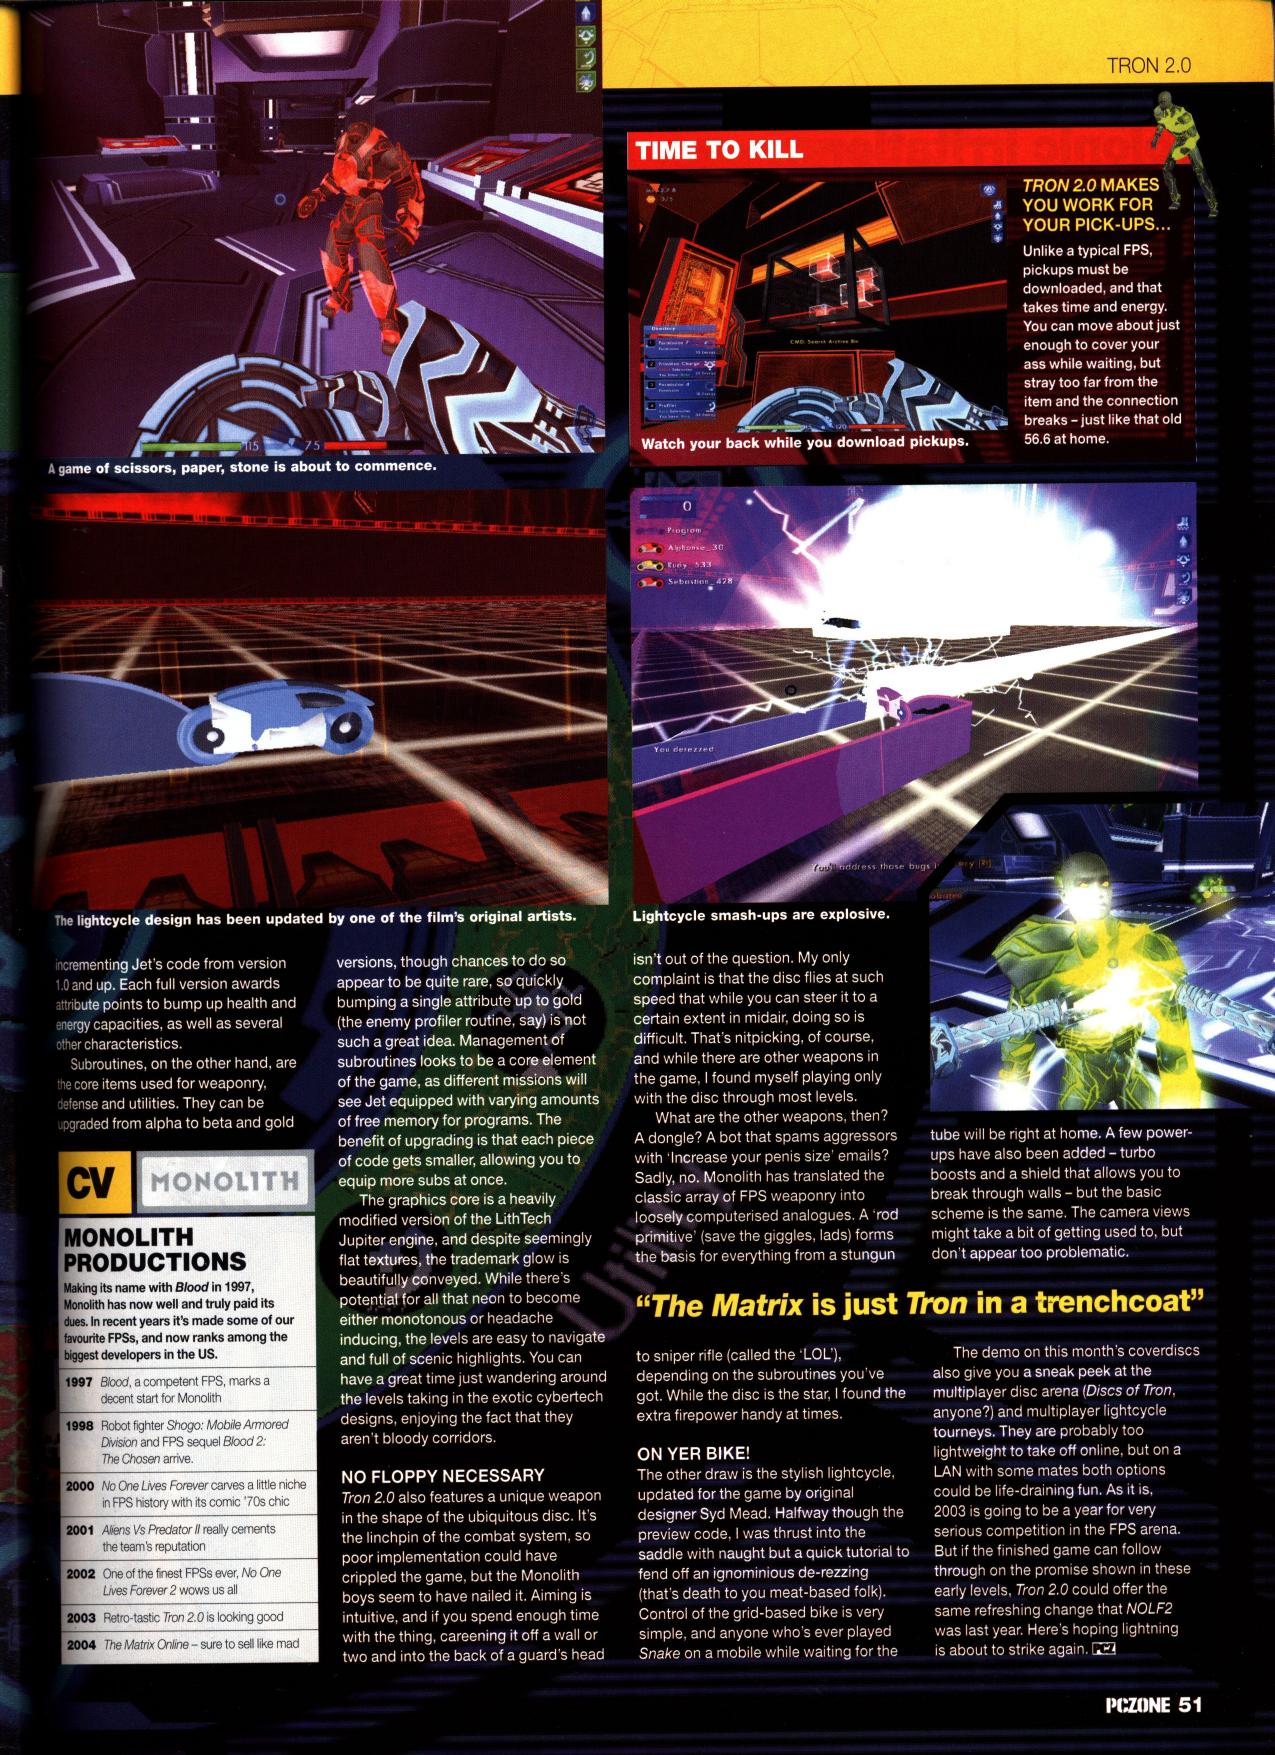 TRON 2.0
115
75
A game of scissors, paper, stone is about to commence.
TIME TO KILL
Directory
CMD: Search Archive Bin
Watch your back while you download pickups.
TRON 2.0 MAKES
YOU WORK FOR
YOUR PICK-UPS...
Unlike a typical FPS,
pickups must be
downloaded, and that
takes time and energy.
You can move about just
enough to cover your
ass while waiting, but
stray too far from the
item and the connection
breaks – just like that old
56.6 at home.
The lightcycle design has been updated by one of the film's original artists.
0
Program
Alphonse_30
Rudy_533
Sebastian_428
You derezzed
You'll address those bugs
Lightcycle smash-ups are explosive.
incrementing Jet's code from version
1.0 and up. Each full version awards
attribute points to bump up health and
energy capacities, as well as several
other characteristics.
Subroutines, on the other hand, are
the core items used for weaponry,
defense and utilities. They can be
upgraded from alpha to beta and gold
CV MONOLITH
MONOLITH
PRODUCTIONS
Making its name with Blood in 1997,
Monolith has now well and truly paid its
dues. In recent years it's made some of our
favourite FPSs, and now ranks among the
biggest developers in the US.
1997 Blood, a competent FPS, marks a
decent start for Monolith
1998 Robot fighter Shogo: Mobile Armored
Division and FPS sequel Blood 2:
The Chosen arrive.
2000 No One Lives Forever carves a little niche
in FPS history with its comic '70s chic
2001 Aliens Vs Predator II really cements
the team's reputation
2002 One of the finest FPSs ever, No One
Lives Forever 2 wows us all
2003 Retro-tastic Tron 2.0 is looking good
2004 The Matrix Online – sure to sell like mad
versions, though chances to do so
appear to be quite rare, so quickly
bumping a single attribute up to gold
(the enemy profiler routine, say) is not
such a great idea. Management of
subroutines looks to be a core element
of the game, as different missions will
see Jet equipped with varying amounts
of free memory for programs. The
benefit of upgrading is that each piece
of code gets smaller, allowing you to
equip more subs at once.
The graphics core is a heavily
modified version of the LithTech
Jupiter engine, and despite seemingly
flat textures, the trademark glow is
beautifully conveyed. While there's
potential for all that neon to become
either monotonous or headache
inducing, the levels are easy to navigate
and full of scenic highlights. You can
have a great time just wandering around
the levels taking in the exotic cybertech
designs, enjoying the fact that they
aren't bloody corridors.
NO FLOPPY NECESSARY
Tron 2.0 also features a unique weapon
in the shape of the ubiquitous disc. It's
the linchpin of the combat system, so
poor implementation could have
crippled the game, but the Monolith
boys seem to have nailed it. Aiming is
intuitive, and if you spend enough time
with the thing, careening it off a wall or
two and into the back of a guard's head
isn't out of the question. My only
complaint is that the disc flies at such
speed that while you can steer it to a
certain extent in midair, doing so is
difficult. That's nitpicking, of course,
and while there are other weapons in
the game, I found myself playing only
with the disc through most levels.
What are the other weapons, then?
A dongle? A bot that spams aggressors
with 'Increase your penis size' emails?
Sadly, no. Monolith has translated the
classic array of FPS weaponry into
loosely computerised analogues. A 'rod
primitive' (save the giggles, lads) forms
the basis for everything from a stungun
"The Matrix is just Tron in a trenchcoat"
to sniper rifle (called the 'LOL'),
depending on the subroutines you've
got. While the disc is the star, I found the
extra firepower handy at times.
ON YER BIKE!
The other draw is the stylish lightcycle,
updated for the game by original
designer Syd Mead. Halfway though the
preview code, I was thrust into the
saddle with naught but a quick tutorial to
fend off an ignominious de-rezzing
(that's death to you meat-based folk).
Control of the grid-based bike is very
simple, and anyone who's ever played
Snake on a mobile while waiting for the
tube will be right at home. A few power-
ups have also been added – turbo
boosts and a shield that allows you to
break through walls – but the basic
scheme is the same. The camera views
might take a bit of getting used to, but
don't appear too problematic.
The demo on this month's coverdiscs
also give you a sneak peek at the
multiplayer disc arena (Discs of Tron,
anyone?) and multiplayer lightcycle
tourneys. They are probably too
lightweight to take off online, but on a
LAN with some mates both options
could be life-draining fun. As it is,
2003 is going to be a year for very
serious competition in the FPS arena.
But if the finished game can follow
through on the promise shown in these
early levels, Tron 2.0 could offer the
same refreshing change that NOLF2
was last year. Here's hoping lightning
is about to strike again. PCZ
PCZONE 51